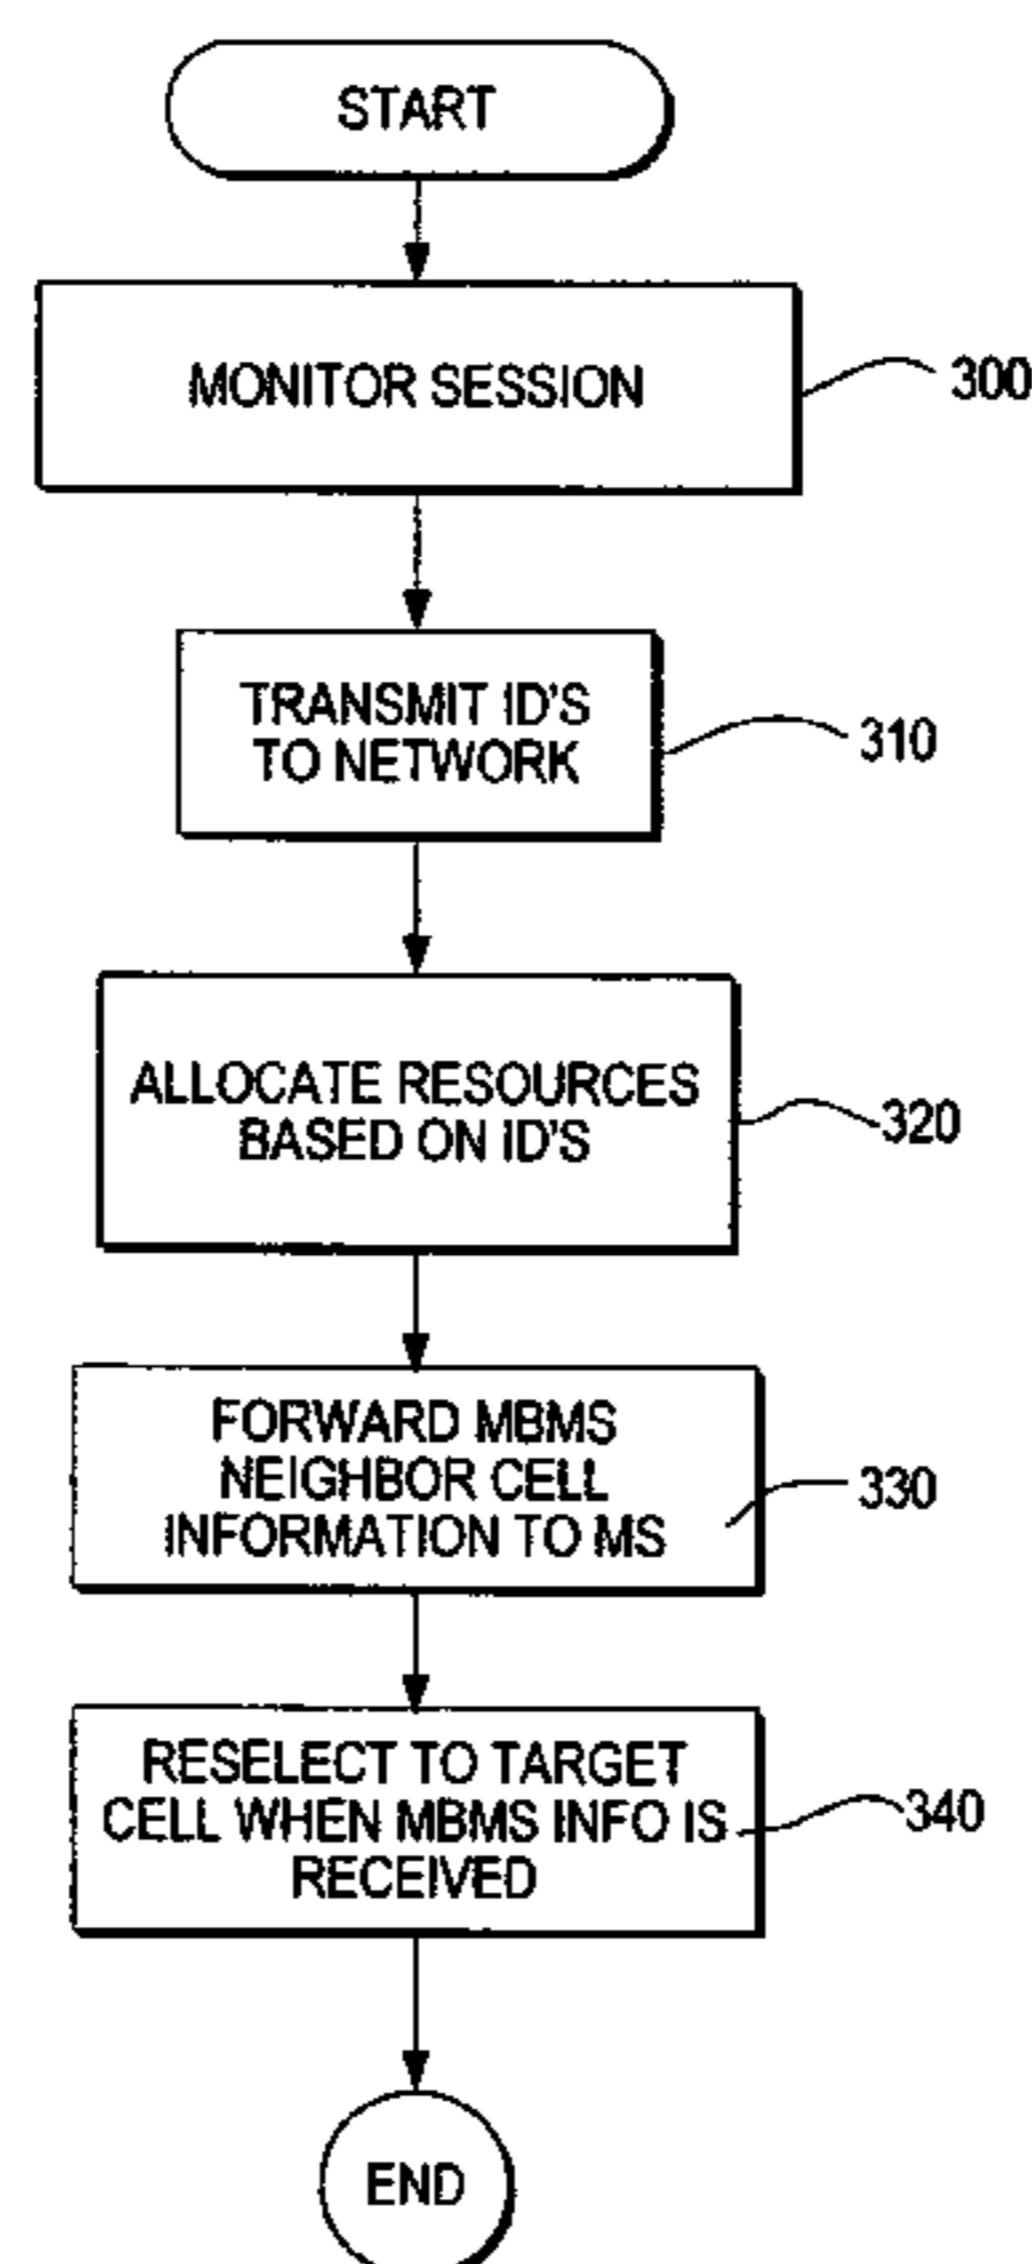 START
MONITOR SESSION
300
TRANSMIT ID'S
TO NETWORK
310
ALLOCATE RESOURCES
BASED ON ID'S
320
FORWARD MBMS
NEIGHBOR CELL
INFORMATION TO MS
330
RESELECT TO TARGET
CELL WHEN MBMS INFO IS
RECEIVED
340
END